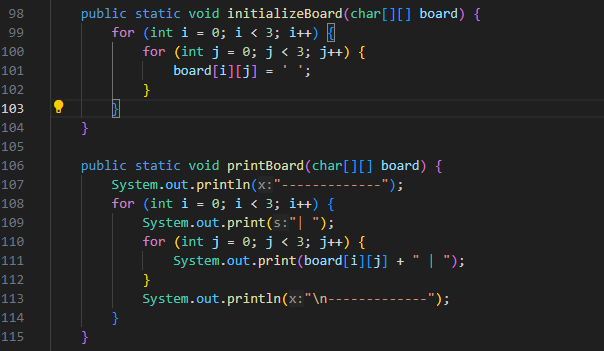 98 public static void initializeBoard(char[][] board) {
99 for (int i = 0; i < 3; i++) {
100 for (int j = 0; j < 3; j++) {
101 board[i][j] = ' ';
102 }
103 }
104 }
105
106 public static void printBoard(char[][] board) {
107 System.out.println(x:"-------------");
108 for (int i = 0; i < 3; i++) {
109 System.out.print(s:"| ");
110 for (int j = 0; j < 3; j++) {
111 System.out.print(board[i][j] + " | ");
112 }
113 System.out.println(x:"\n-------------");
114 }
115 }